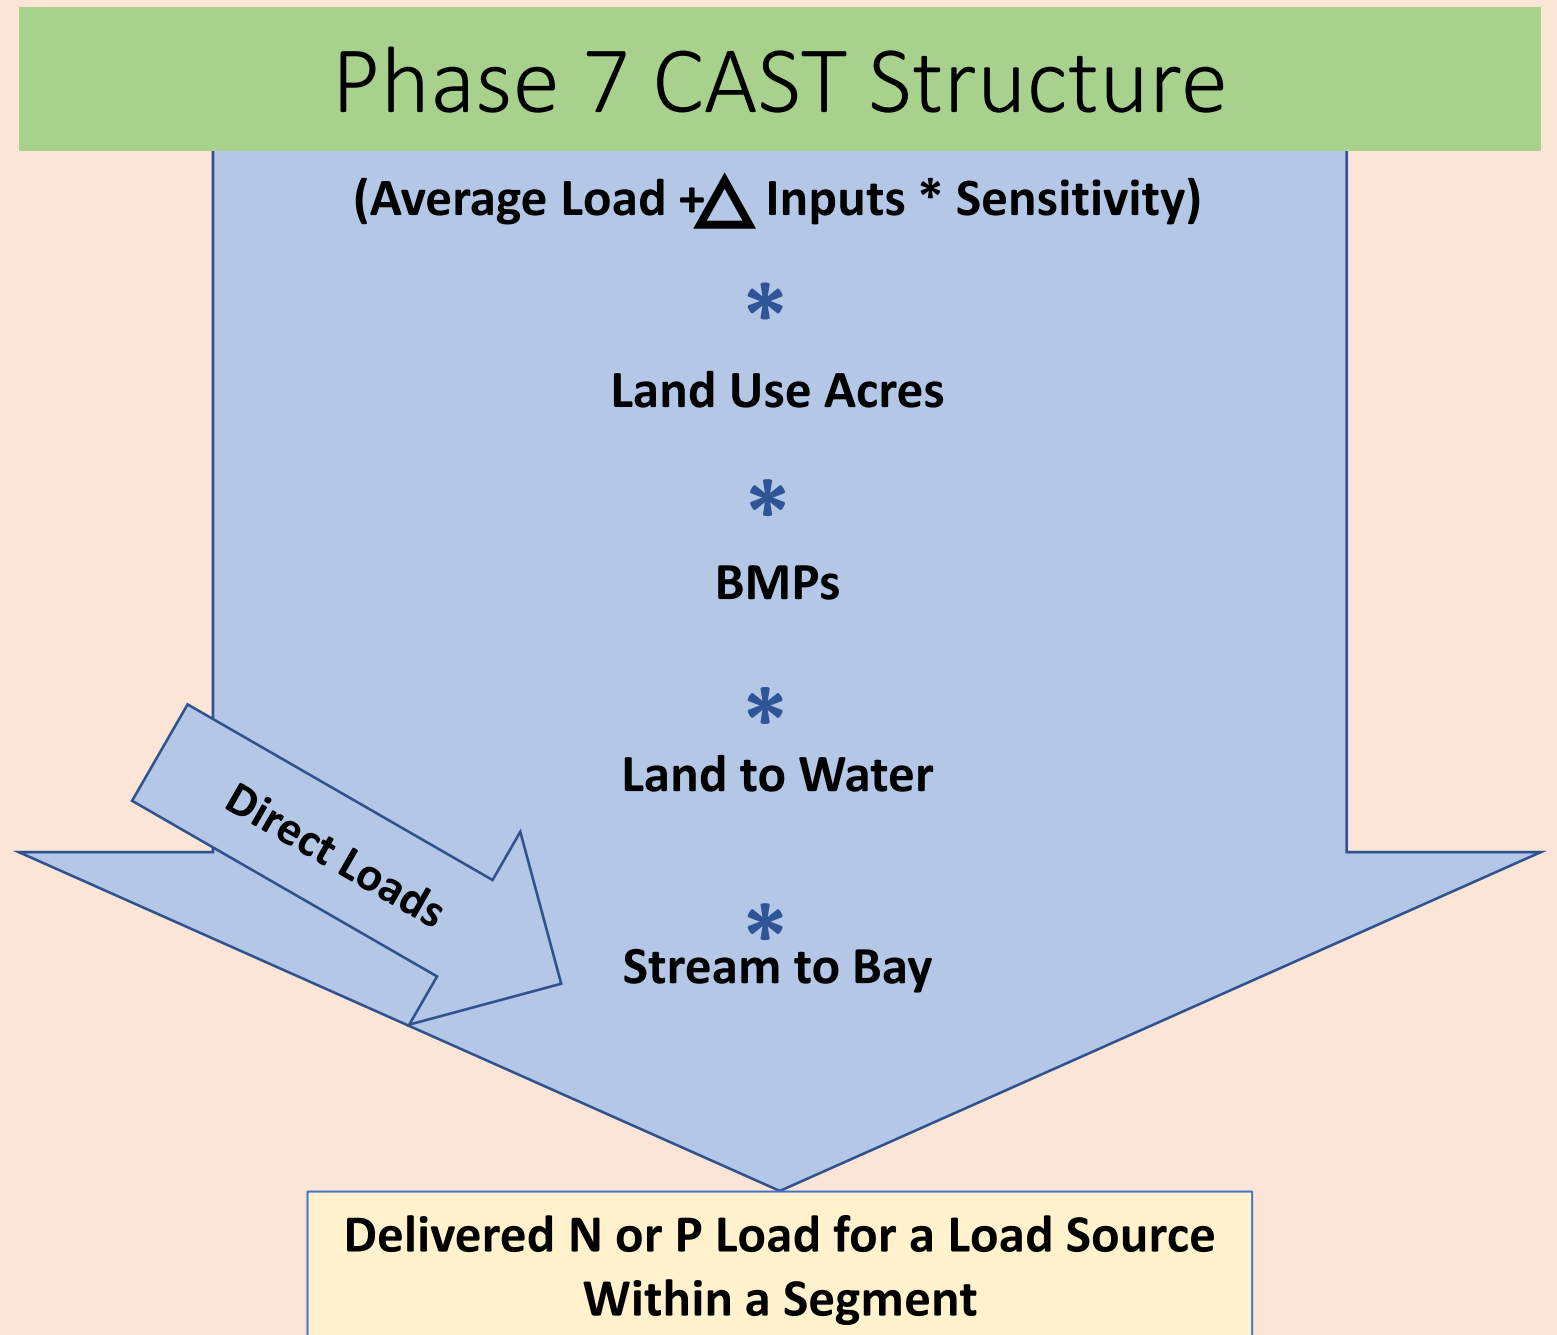 Phase 7 CAST Structure
(Average Load +△ Inputs * Sensitivity)
*
Land Use Acres
*
BMPs
*
Land to Water
Direct Loads
*
Stream to Bay
Delivered N or P Load for a Load Source
Within a Segment